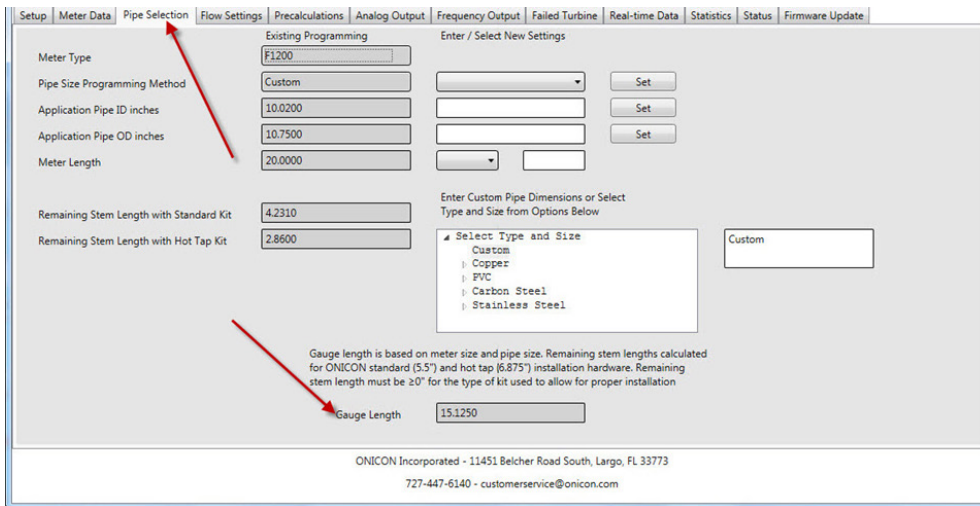 Setup Meter Data Pipe Selection Flow Settings Precalculations Analog Output Frequency Output Failed Turbine Real-time Data Statistics Status Firmware Update
Existing Programming Enter / Select New Settings
Meter Type F1200
Pipe Size Programming Method Custom Set
Application Pipe ID inches 10.0200 Set
Application Pipe OD inches 10.7500 Set
Meter Length 20.0000
Enter Custom Pipe Dimensions or Select
Type and Size from Options Below
Remaining Stem Length with Standard Kit 4.2310
Remaining Stem Length with Hot Tap Kit 2.8600
Select Type and Size
Custom
Copper
PVC
Carbon Steel
Stainless Steel
Custom
Gauge length is based on meter size and pipe size. Remaining stem lengths calculated
for ONICON standard (5.5") and hot tap (6.875") installation hardware. Remaining
stem length must be ≥0" for the type of kit used to allow for proper installation
Gauge Length 15.1250
ONICON Incorporated - 11451 Belcher Road South, Largo, FL 33773
727-447-6140 - customerservice@onicon.com